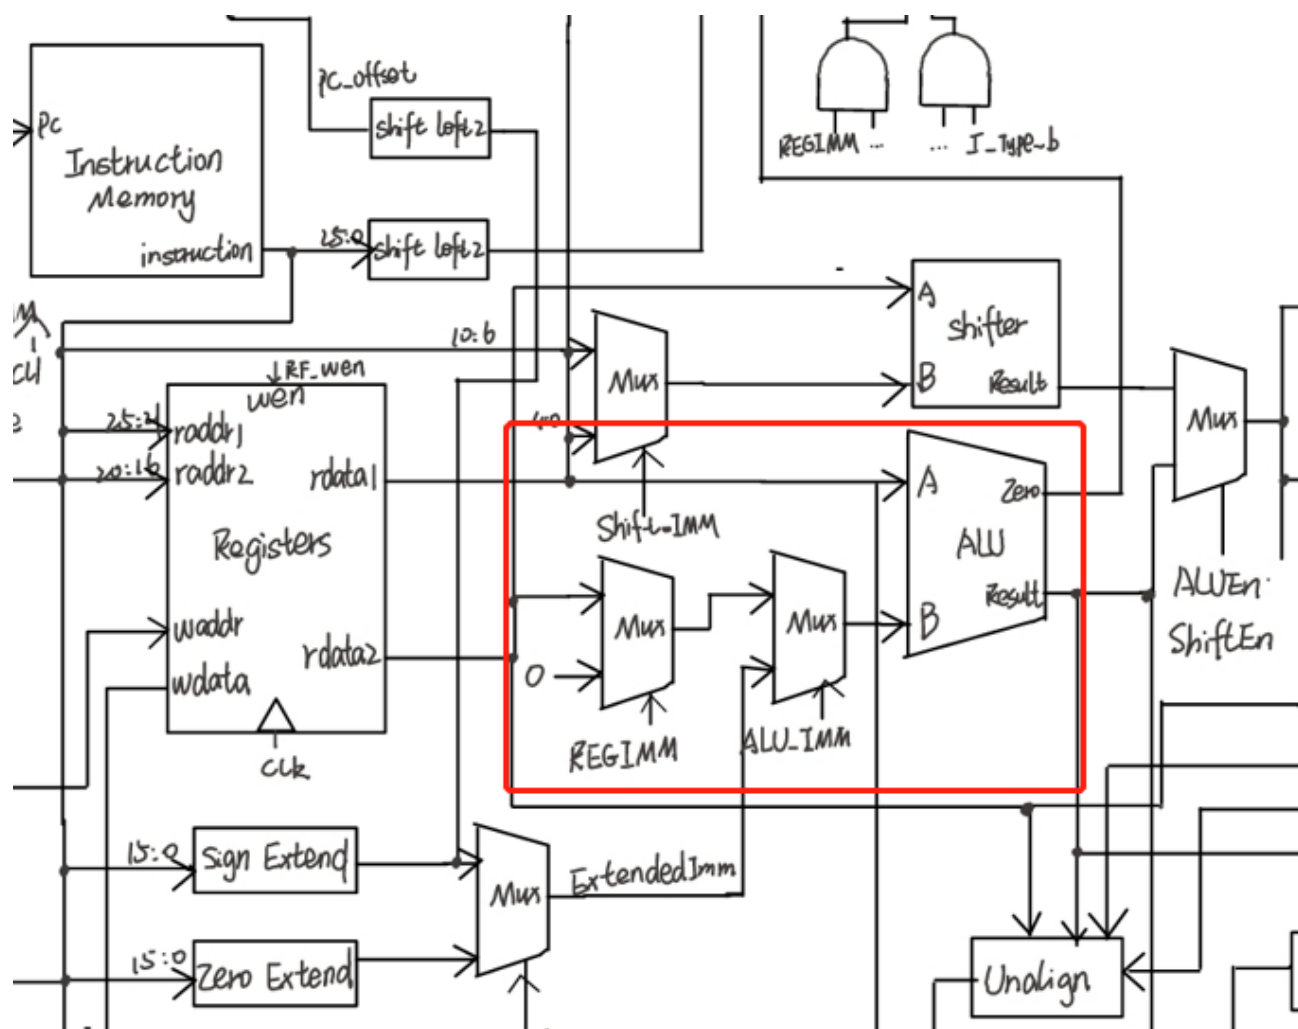 PC_offset
shift left2
PC
Instruction
Memory
instruction
25:0
shift left2
REGIMM ...
... I_Type_b
A
Shifter
B
Result
10:6
Mux
RF_wen
wen
25:21
raddr1
20:16
raddr2
rdata1
Registers
waddr
rdata2
wdata
clk
4:0
Shift_IMM
A
Zero
ALU
Result
B
Mux
Mux
0
REGIMM
ALU_IMM
Mux
ALUEn
ShiftEn
15:0
Sign Extend
Mux
ExtendedImm
15:0
Zero Extend
Unalign